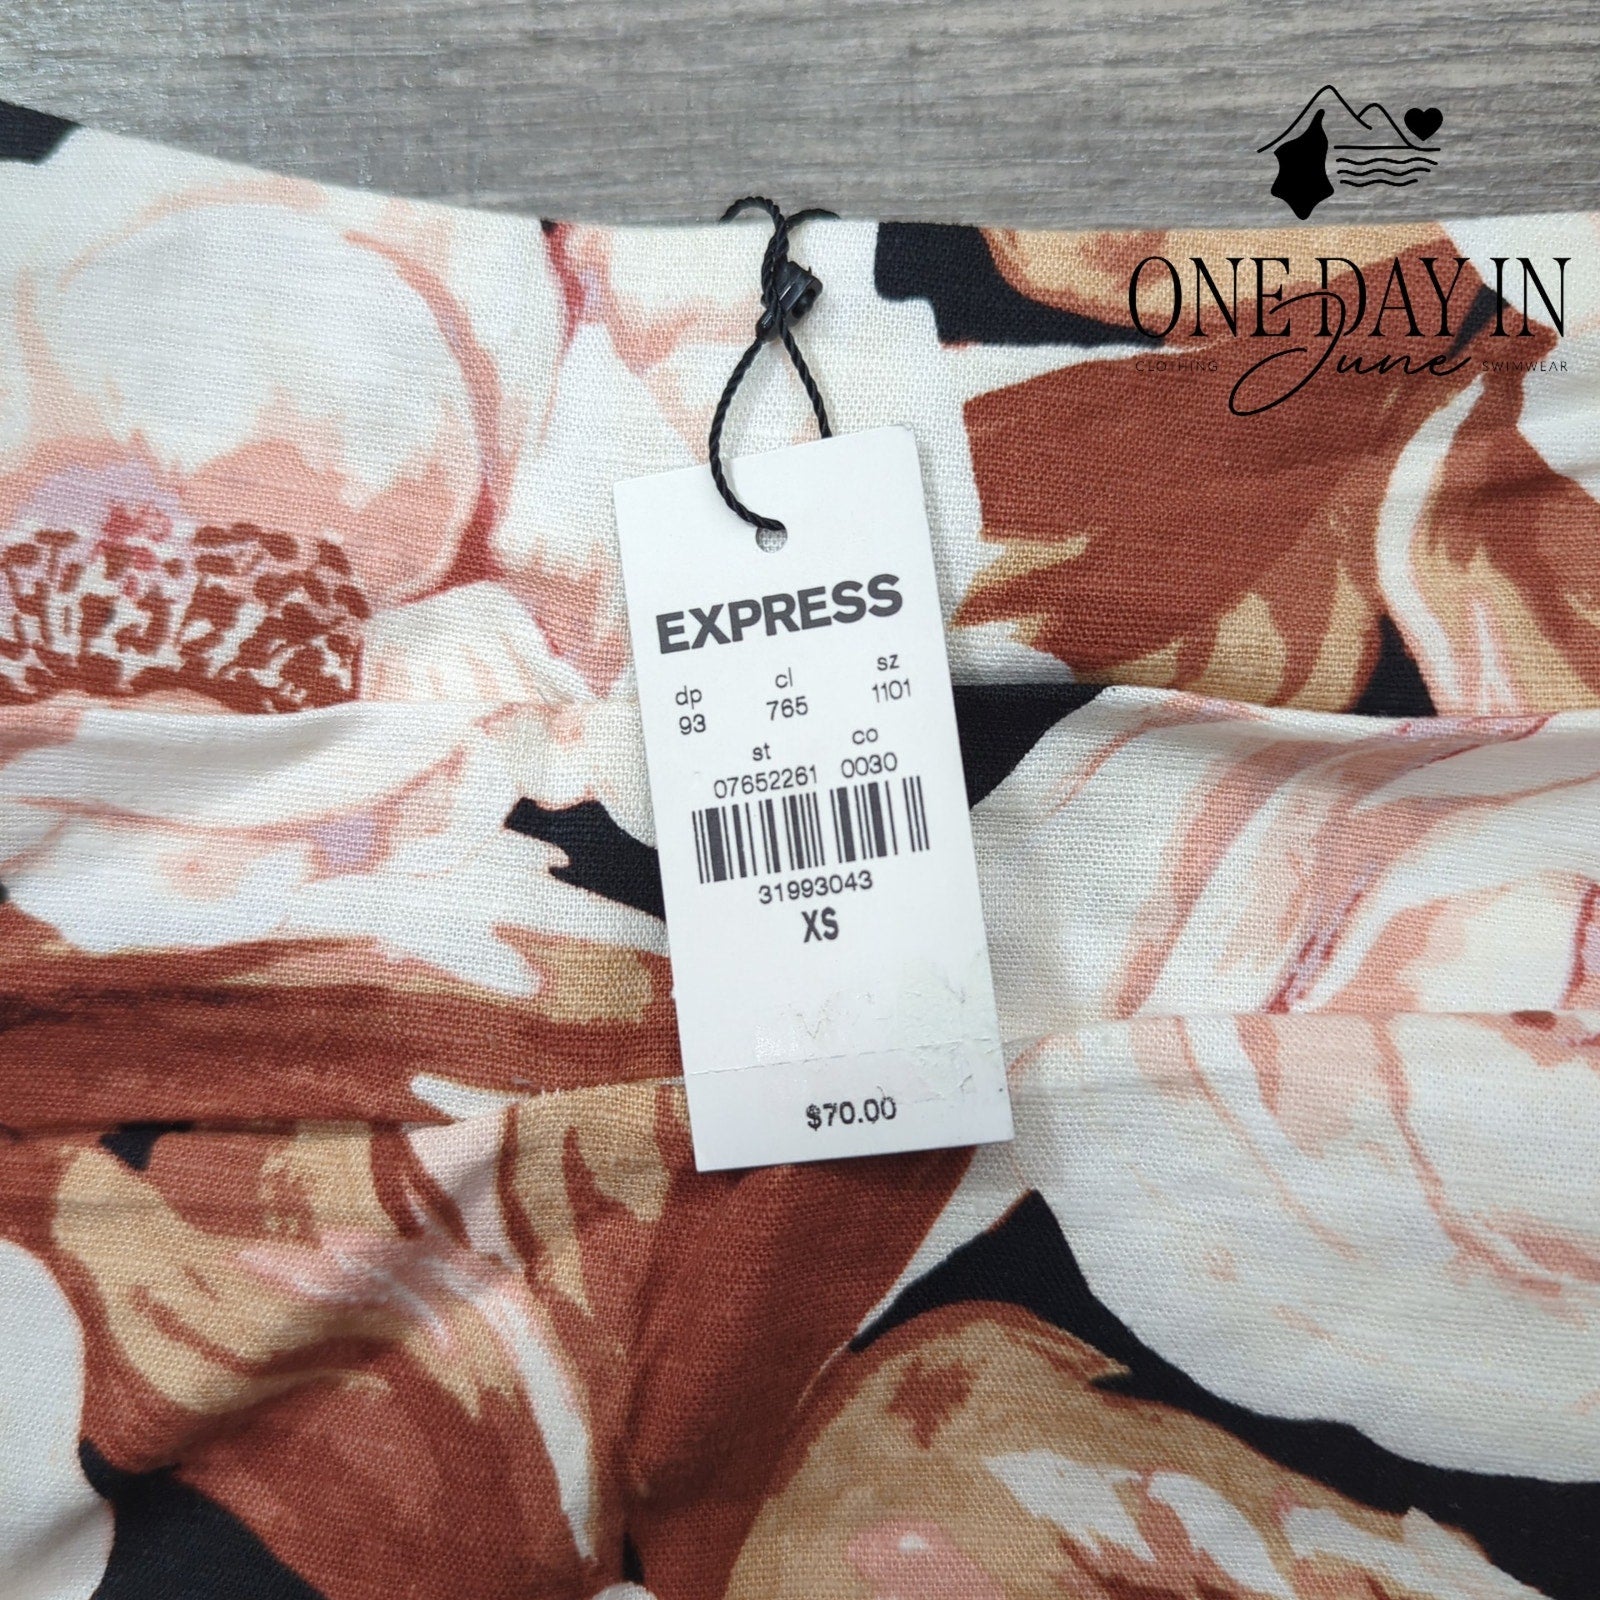 ONE DAY IN
CLOTHING June SWIMWEAR
EXPRESS
dp cl sz
93 765 1101
st co
07652261 0030
31993043
XS
$70.00